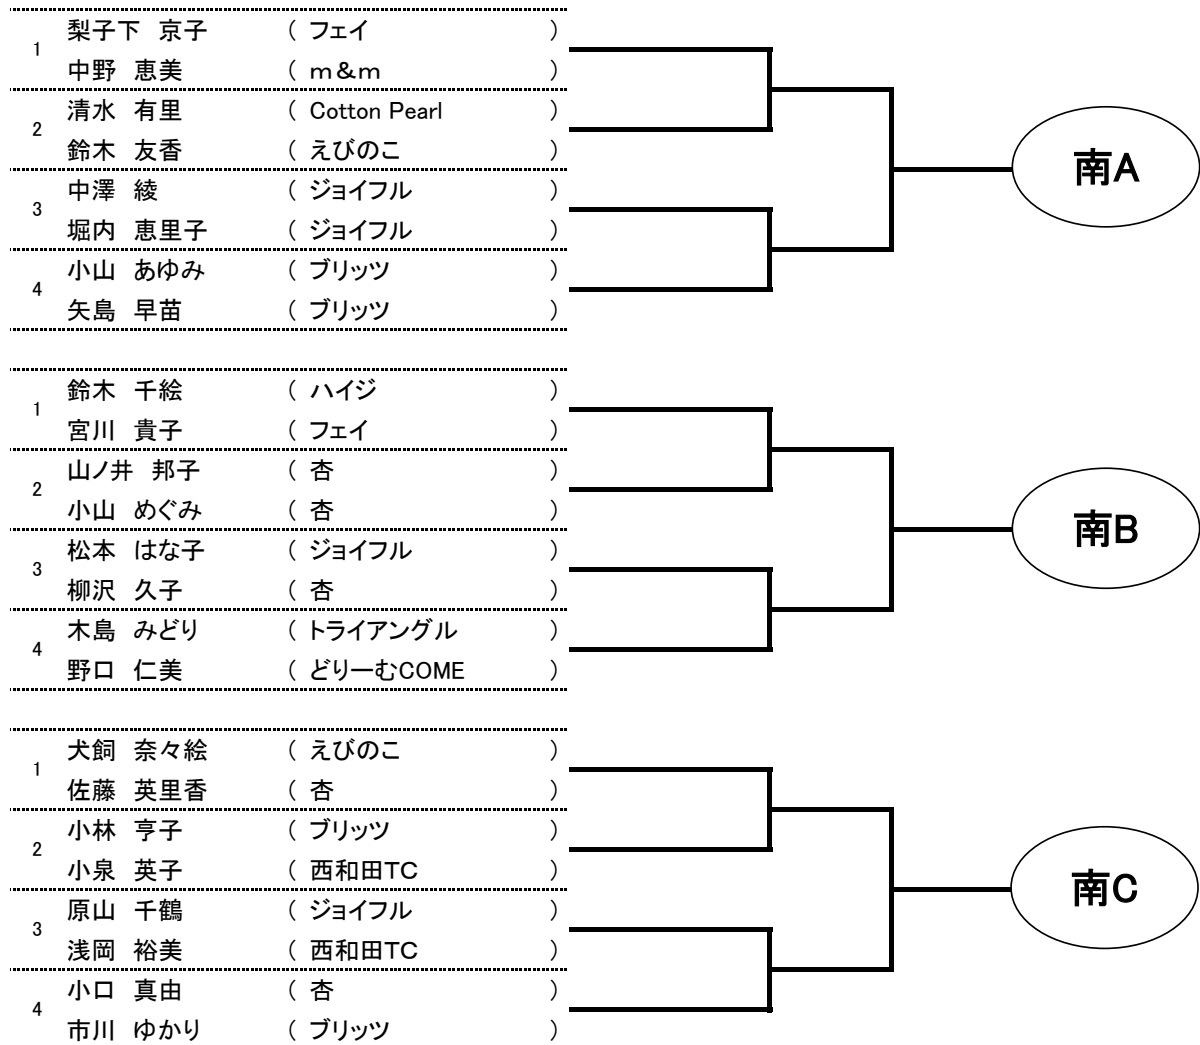 1 梨子下 京子 ( フェイ )
中野 恵美 ( m&m )
2 清水 有里 ( Cotton Pearl )
鈴木 友香 ( えびのこ )
3 中澤 綾 ( ジョイフル )
堀内 恵里子 ( ジョイフル )
4 小山 あゆみ ( ブリッツ )
矢島 早苗 ( ブリッツ )
南A
1 鈴木 千絵 ( ハイジ )
宮川 貴子 ( フェイ )
2 山ノ井 邦子 ( 杏 )
小山 めぐみ ( 杏 )
3 松本 はな子 ( ジョイフル )
柳沢 久子 ( 杏 )
4 木島 みどり ( トライアングル )
野口 仁美 ( どりーむCOME )
南B
1 犬飼 奈々絵 ( えびのこ )
佐藤 英里香 ( 杏 )
2 小林 亨子 ( ブリッツ )
小泉 英子 ( 西和田TC )
3 原山 千鶴 ( ジョイフル )
浅岡 裕美 ( 西和田TC )
4 小口 真由 ( 杏 )
市川 ゆかり ( ブリッツ )
南C